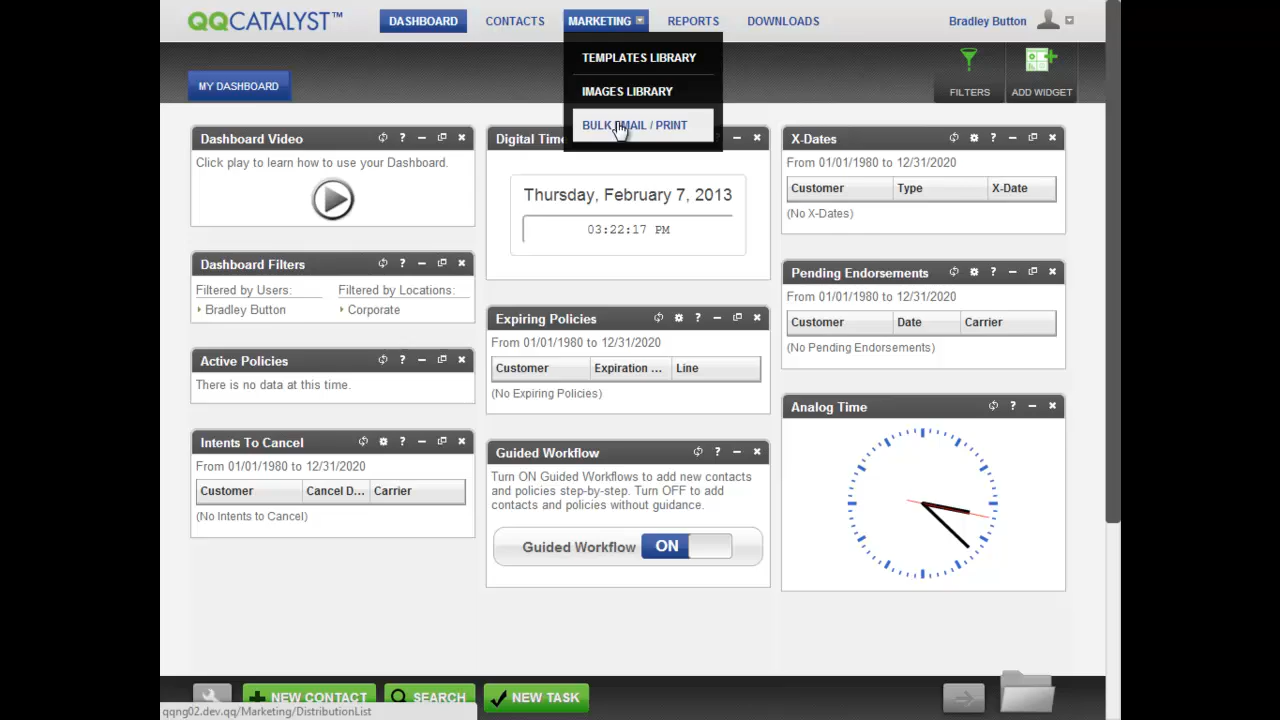 QQCATALYST™
DASHBOARD
CONTACTS
MARKETING
REPORTS
DOWNLOADS
Bradley Button
TEMPLATES LIBRARY
IMAGES LIBRARY
BULK EMAIL / PRINT
MY DASHBOARD
FILTERS
ADD WIDGET
Dashboard Video
Click play to learn how to use your Dashboard.
Dashboard Filters
Filtered by Users:
Filtered by Locations:
Bradley Button
Corporate
Active Policies
There is no data at this time.
Intents To Cancel
From 01/01/1980 to 12/31/2020
Customer
Cancel D...
Carrier
(No Intents to Cancel)
Digital Time
Thursday, February 7, 2013
03:22:17 PM
Expiring Policies
From 01/01/1980 to 12/31/2020
Customer
Expiration ...
Line
(No Expiring Policies)
Guided Workflow
Turn ON Guided Workflows to add new contacts
and policies step-by-step. Turn OFF to add
contacts and policies without guidance.
Guided Workflow
ON
X-Dates
From 01/01/1980 to 12/31/2020
Customer
Type
X-Date
(No X-Dates)
Pending Endorsements
From 01/01/1980 to 12/31/2020
Customer
Date
Carrier
(No Pending Endorsements)
Analog Time
NEW CONTACT
SEARCH
NEW TASK
qqng02.dev.qq/Marketing/DistributionList